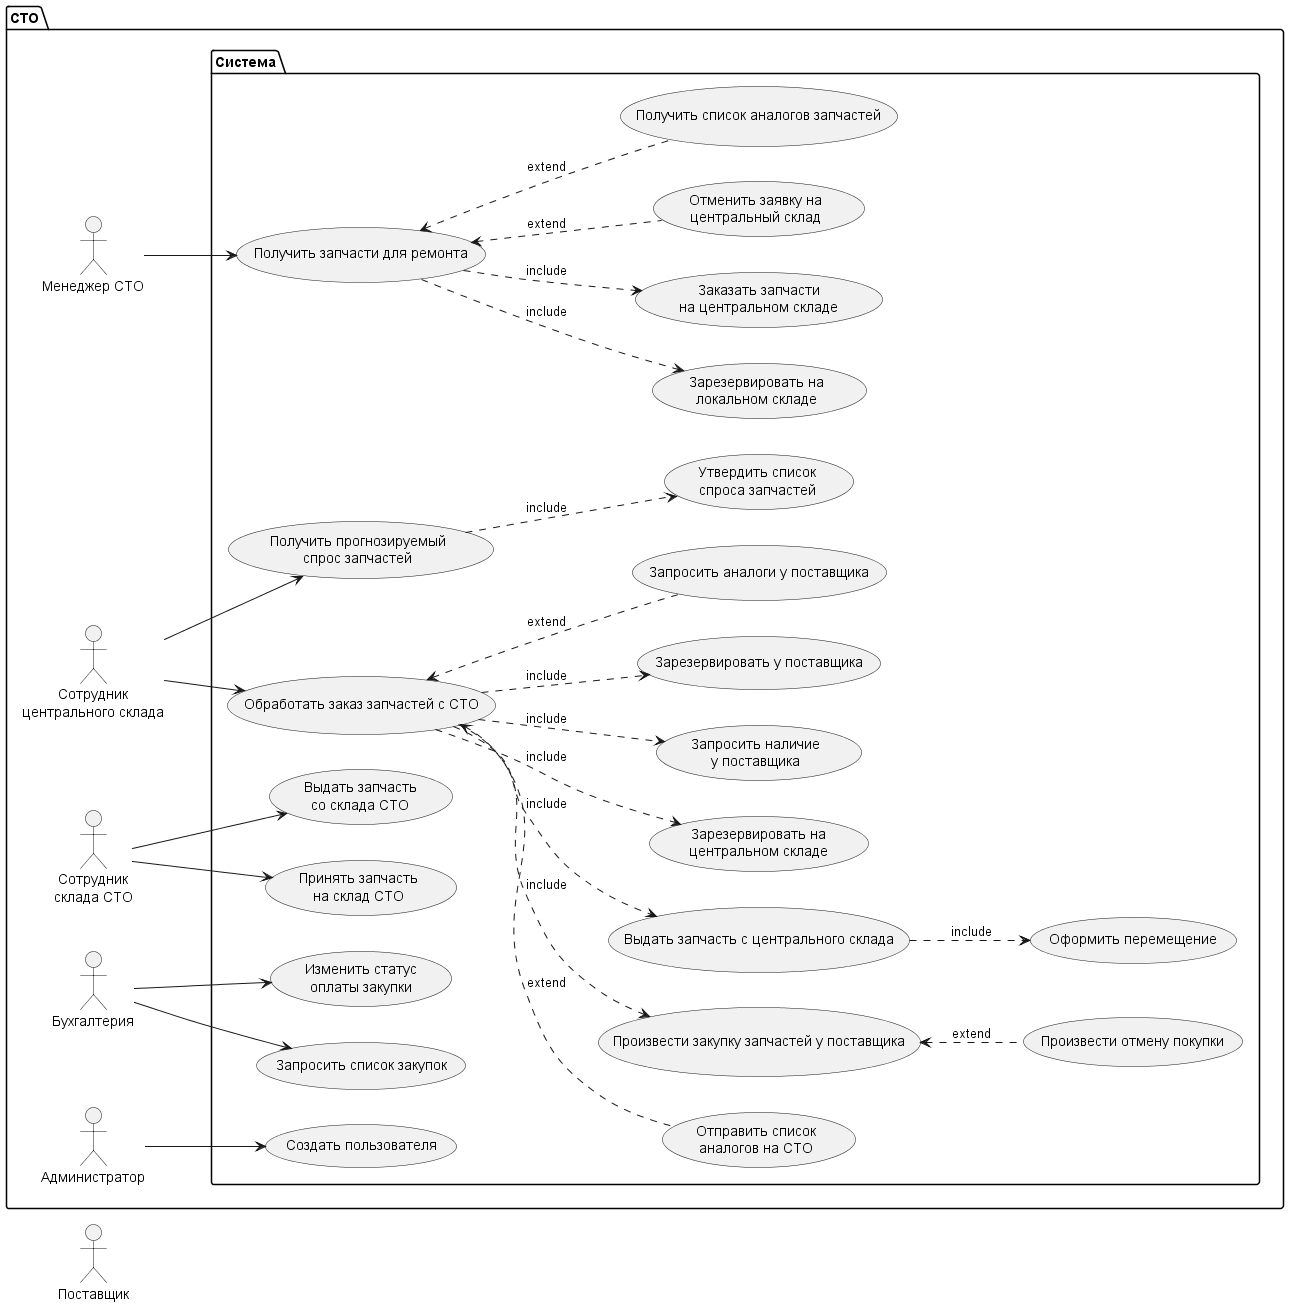 СТО
Система
Получить список аналогов запчастей
extend
Отменить заявку на
центральный склад
extend
Менеджер СТО
Получить запчасти для ремонта
include
Заказать запчасти
на центральном складе
include
Зарезервировать на
локальном складе
Утвердить список
спроса запчастей
include
Получить прогнозируемый
спрос запчастей
Запросить аналоги у поставщика
extend
Сотрудник
центрального склада
Обработать заказ запчастей с СТО
include
Зарезервировать у поставщика
include
Запросить наличие
у поставщика
include
Зарезервировать на
центральном складе
Выдать запчасть
со склада СТО
include
Сотрудник
склада СТО
Принять запчасть
на склад СТО
include
Выдать запчасть с центрального склада
include
Оформить перемещение
Бухгалтерия
Изменить статус
оплаты закупки
extend
Запросить список закупок
Произвести закупку запчастей у поставщика
extend
Произвести отмену покупки
Администратор
Создать пользователя
Отправить список
аналогов на СТО
Поставщик